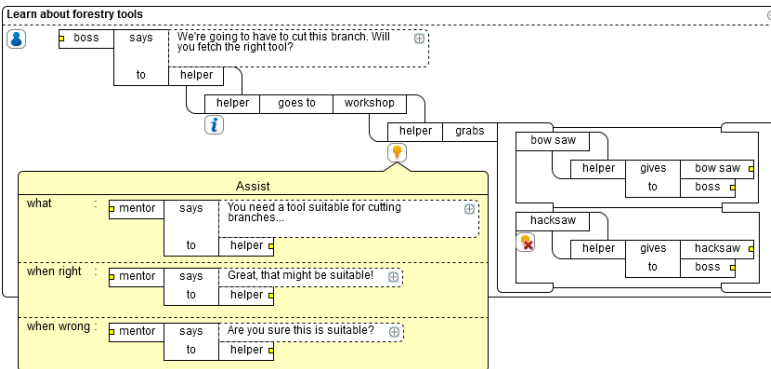 Learn about forestry tools
boss says We're going to have to cut this branch. Will
you fetch the right tool?
to helper
helper goes to workshop
helper grabs
bow saw
helper gives bow saw
to boss
hacksaw
helper gives hacksaw
to boss
Assist
what : mentor says You need a tool suitable for cutting
branches...
to helper
when right : mentor says Great, that might be suitable!
to helper
when wrong : mentor says Are you sure this is suitable?
to helper